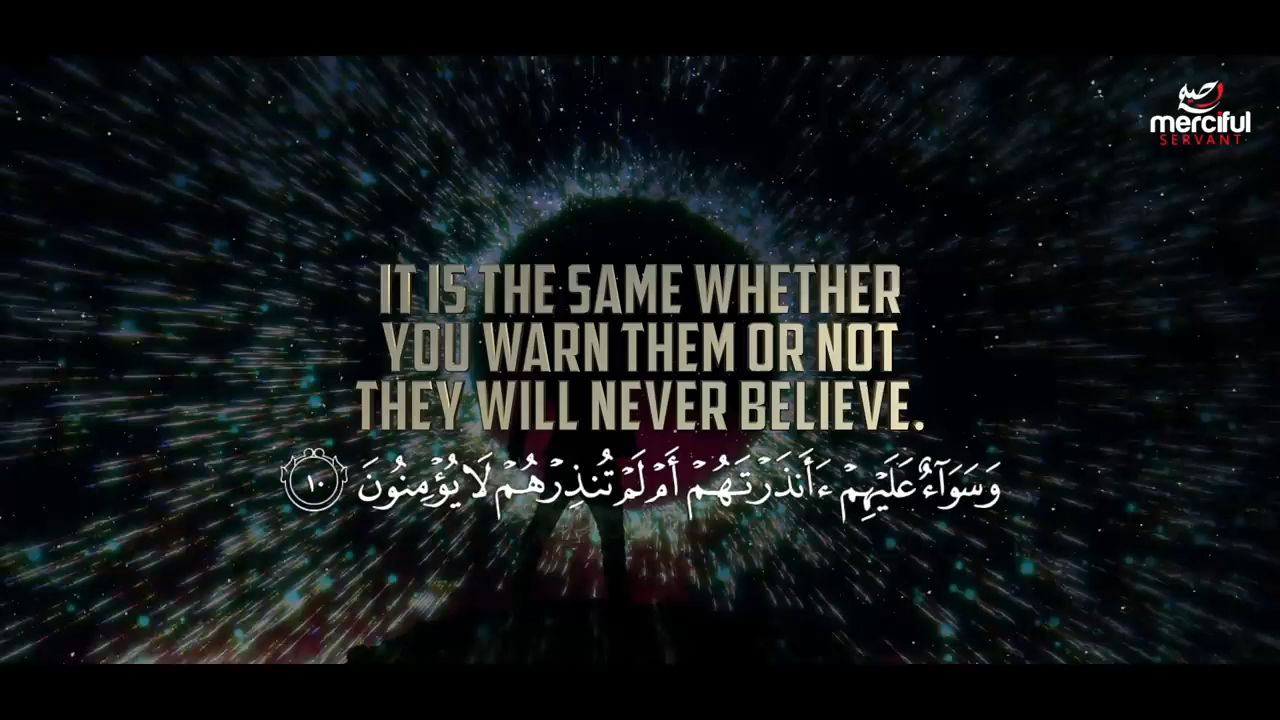 merciful
SERVANT
IT IS THE SAME WHETHER
YOU WARN THEM OR NOT
THEY WILL NEVER BELIEVE.
وَسَوَآءٌ عَلَيْهِمْ ءَأَنذَرْتَهُمْ أَمْ لَمْ تُنذِرْهُمْ لَا يُؤْمِنُونَ ١٠